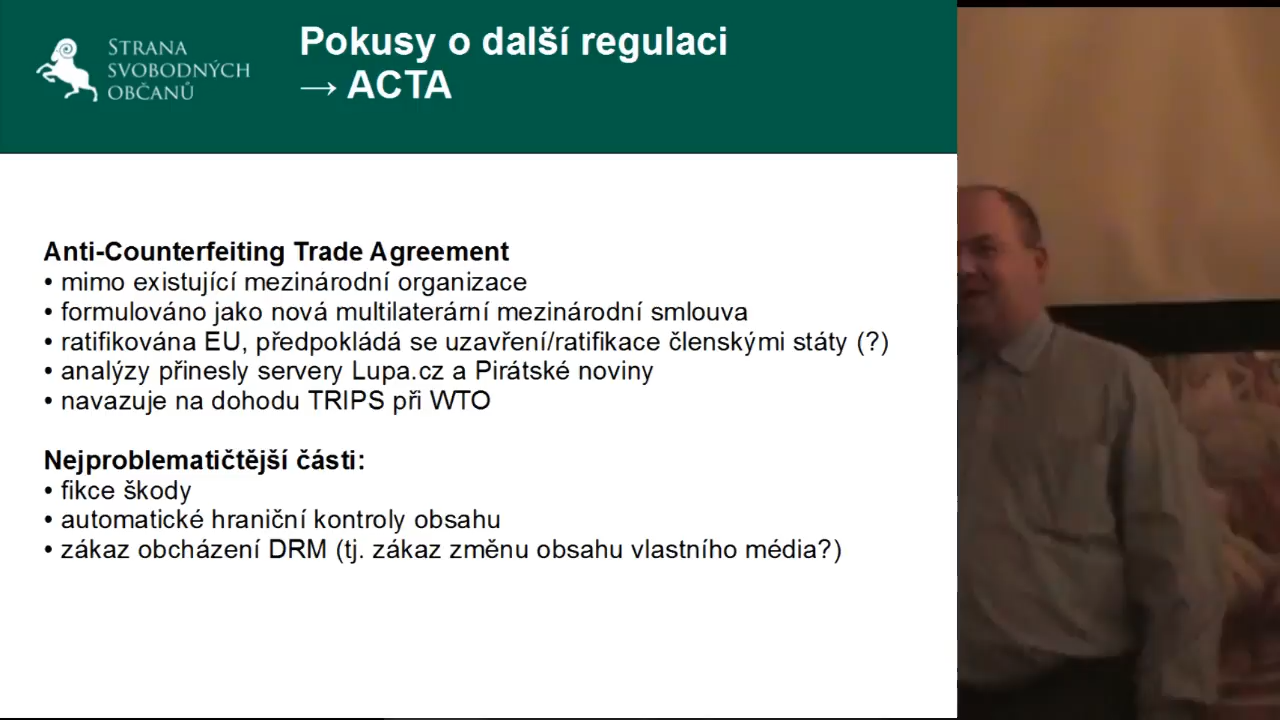 STRANA
SVOBODNÝCH
OBČANŮ
Pokusy o další regulaci
→ ACTA
Anti-Counterfeiting Trade Agreement
• mimo existující mezinárodní organizace
• formulováno jako nová multilaterární mezinárodní smlouva
• ratifikována EU, předpokládá se uzavření/ratifikace členskými státy (?)
• analýzy přinesly servery Lupa.cz a Pirátské noviny
• navazuje na dohodu TRIPS při WTO
Nejproblematičtější části:
• fikce škody
• automatické hraniční kontroly obsahu
• zákaz obcházení DRM (tj. zákaz změnu obsahu vlastního média?)